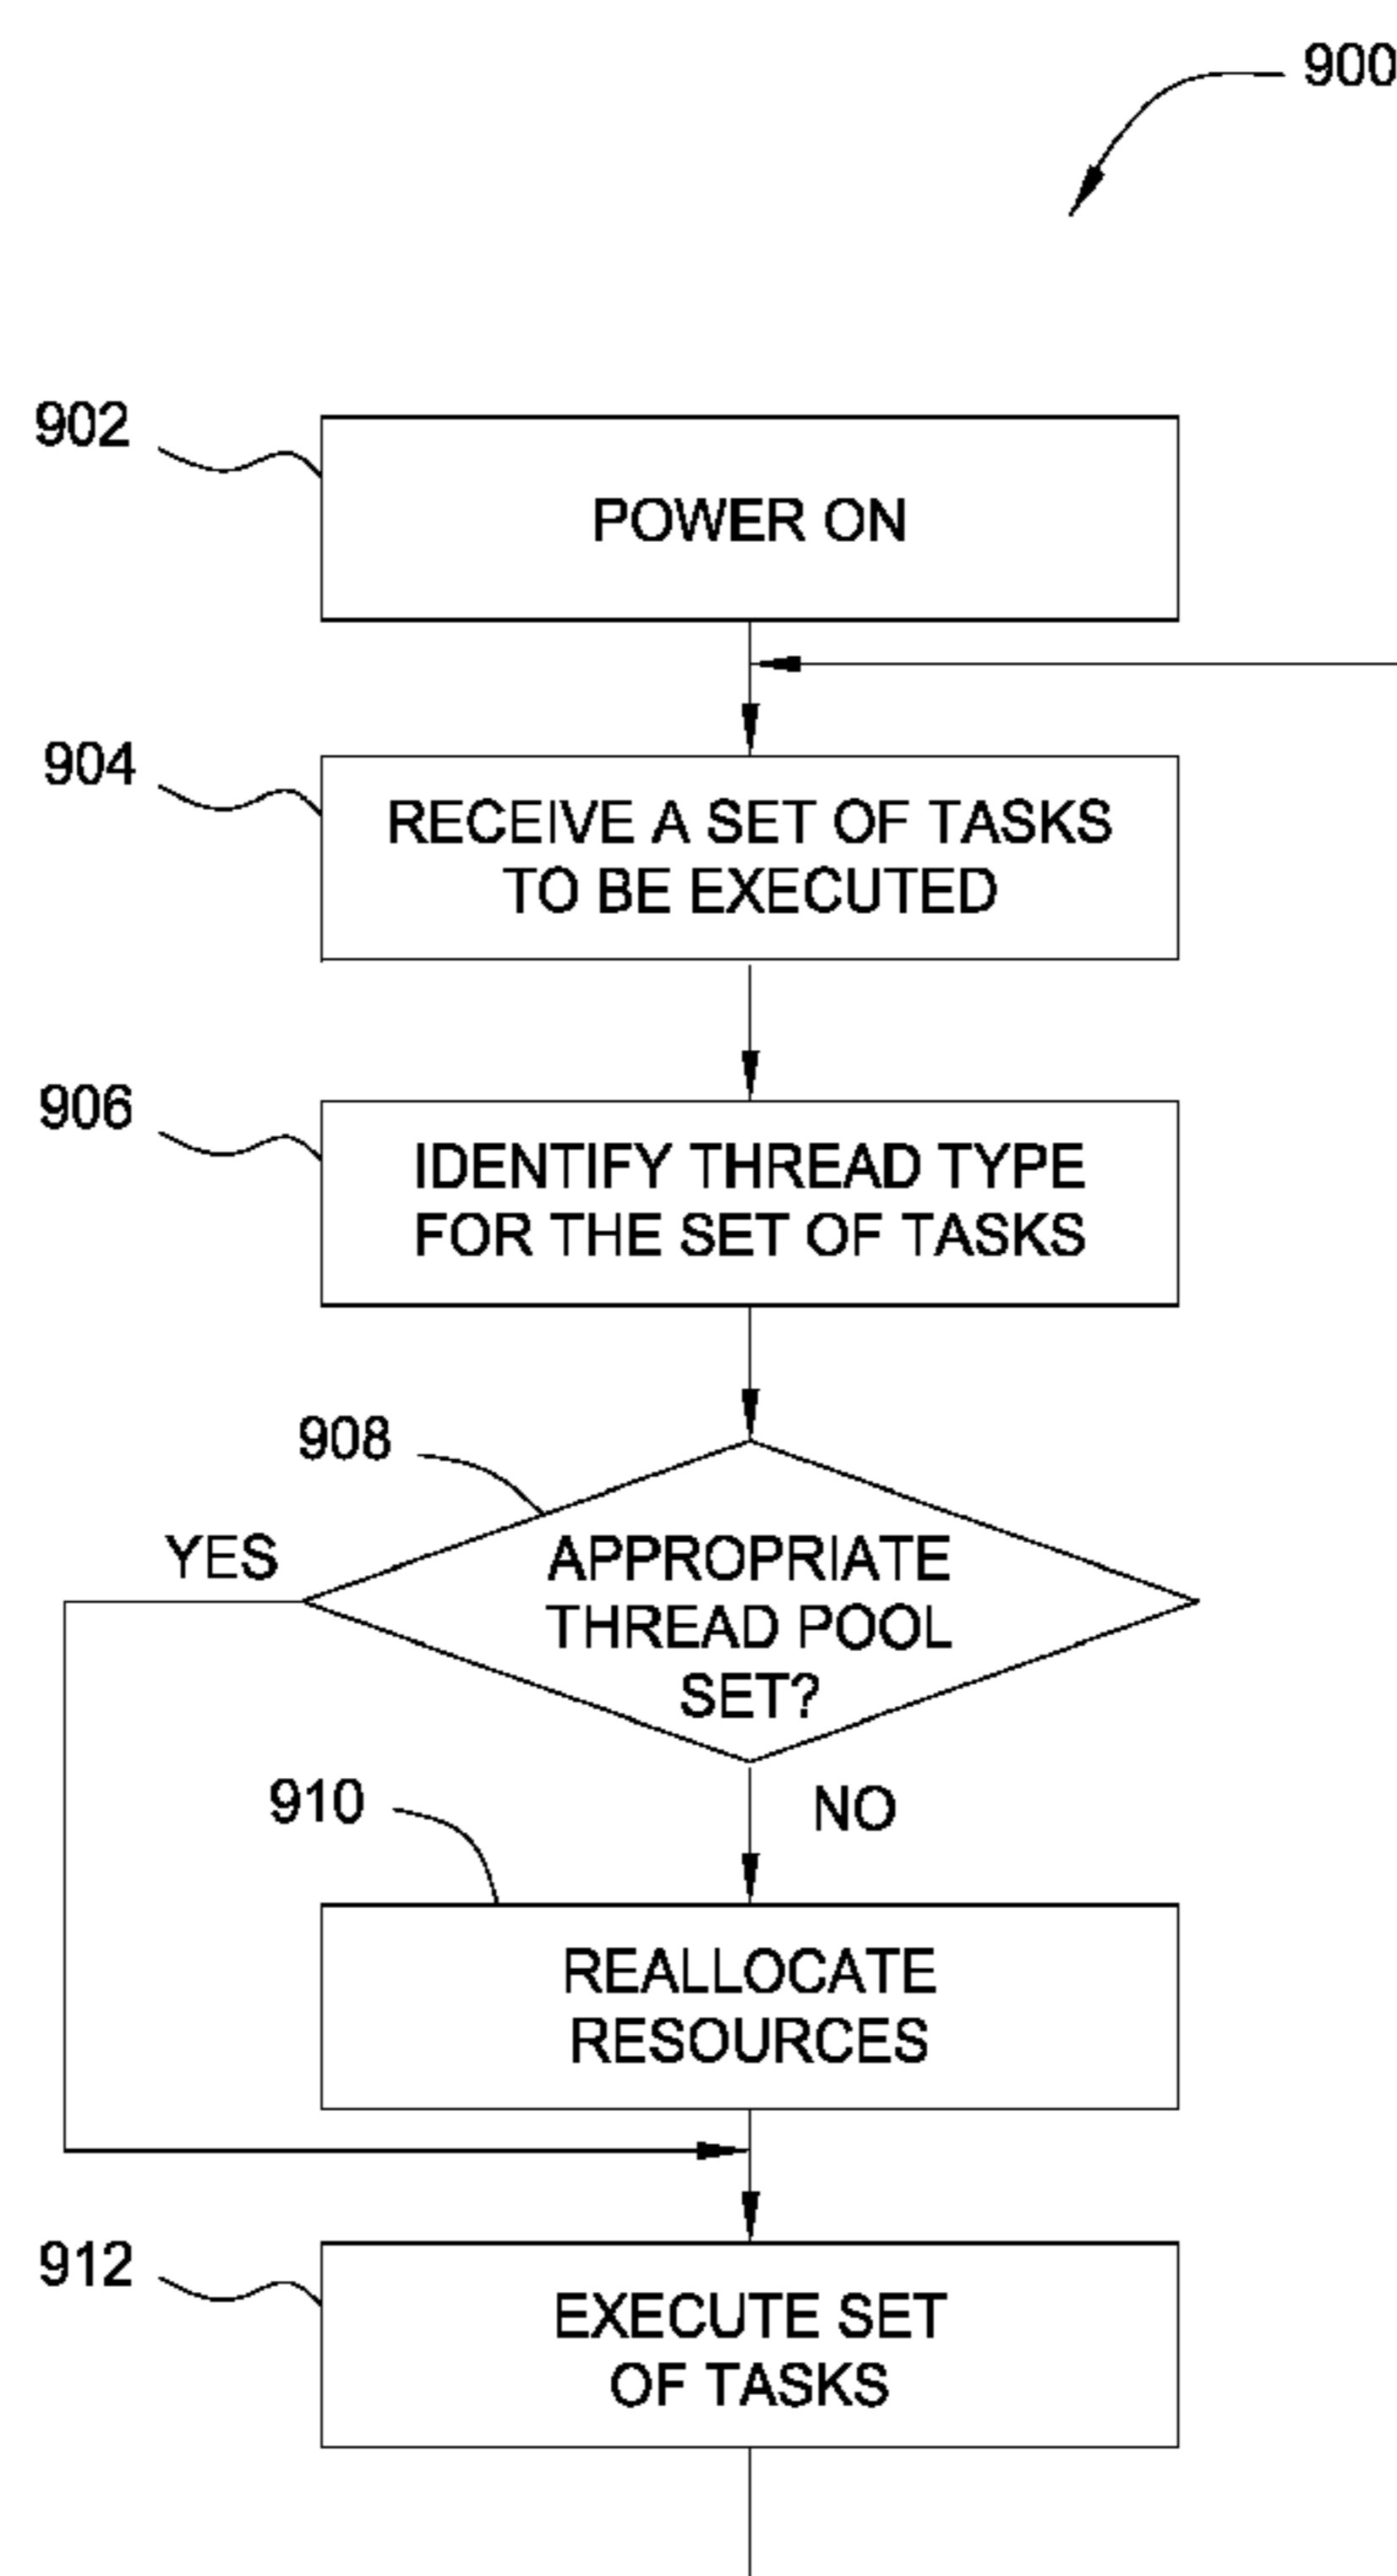 900
902
POWER ON
904
RECEIVE A SET OF TASKS
TO BE EXECUTED
906
IDENTIFY THREAD TYPE
FOR THE SET OF TASKS
908
YES
APPROPRIATE
THREAD POOL
SET?
910
NO
REALLOCATE
RESOURCES
912
EXECUTE SET
OF TASKS